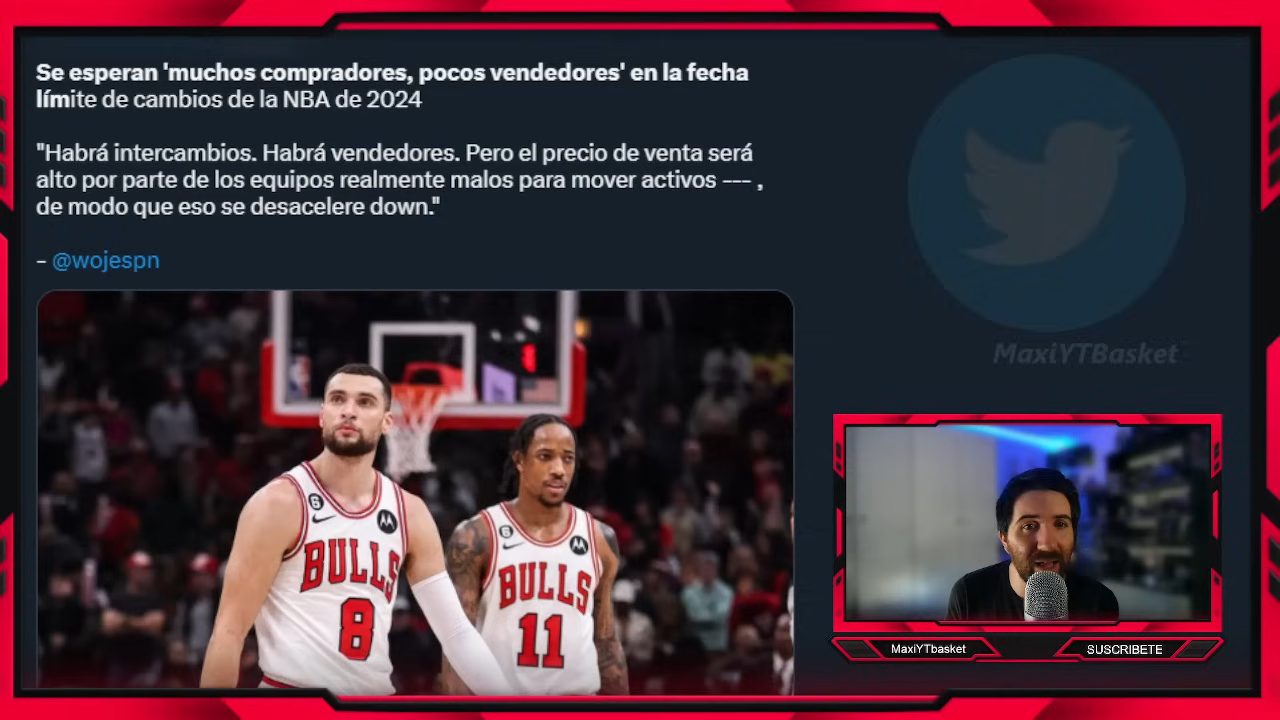 Se esperan 'muchos compradores, pocos vendedores' en la fecha
límite de cambios de la NBA de 2024
"Habrá intercambios. Habrá vendedores. Pero el precio de venta será
alto por parte de los equipos realmente malos para mover activos --- ,
de modo que eso se desacelere down."
– @wojespn
MaxiYTBasket
6
BULLS
8
6
BULLS
11
MaxiYTbasket
SUSCRIBETE